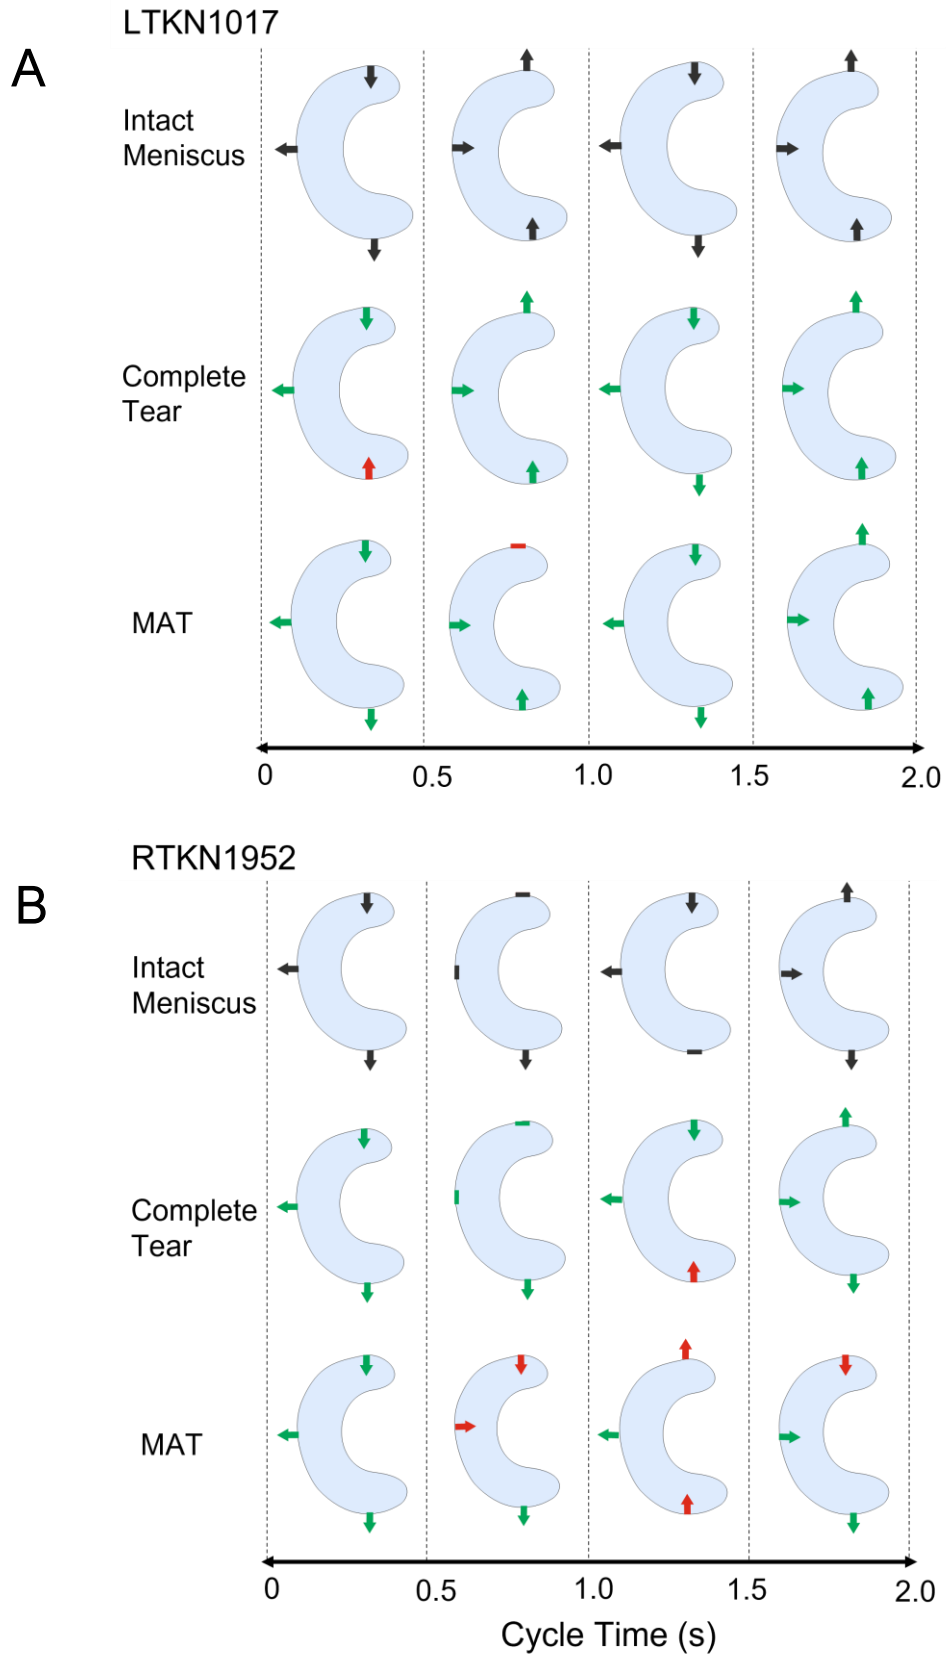 LTKN1017
A
Intact
Meniscus
Complete
Tear
MAT
0 0.5 1.0 1.5 2.0
RTKN1952
B
Intact
Meniscus
Complete
Tear
MAT
0 0.5 1.0 1.5 2.0
Cycle Time (s)